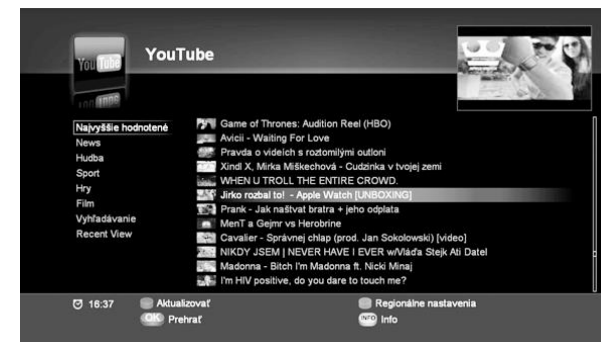 YouTube
You Tube
Najvyššie hodnotené
News
Hudba
Sport
Hry
Film
Vyhľadávanie
Recent View
Game of Thrones: Audition Reel (HBO)
Avicii - Waiting For Love
Pravda o videích s roztomilými outloni
Xindl X, Mirka Miškechová - Cudzinka v tvojej zemi
WHEN U TROLL THE ENTIRE CROWD.
Jirko rozbal to! - Apple Watch [UNBOXING]
Prank - Jak naštvat bratra + jeho odplata
MenT a Gejmr vs Herobrine
Cavalier - Správnej chlap (prod. Jan Sokolowski) [video]
NIKDY JSEM | NEVER HAVE I EVER w/Vláďa Stejk Ati Datel
Madonna - Bitch I'm Madonna ft. Nicki Minaj
I'm HIV positive, do you dare to touch me?
16:37
Aktualizovať
Regionálne nastavenia
OK Prehrať
INFO Info